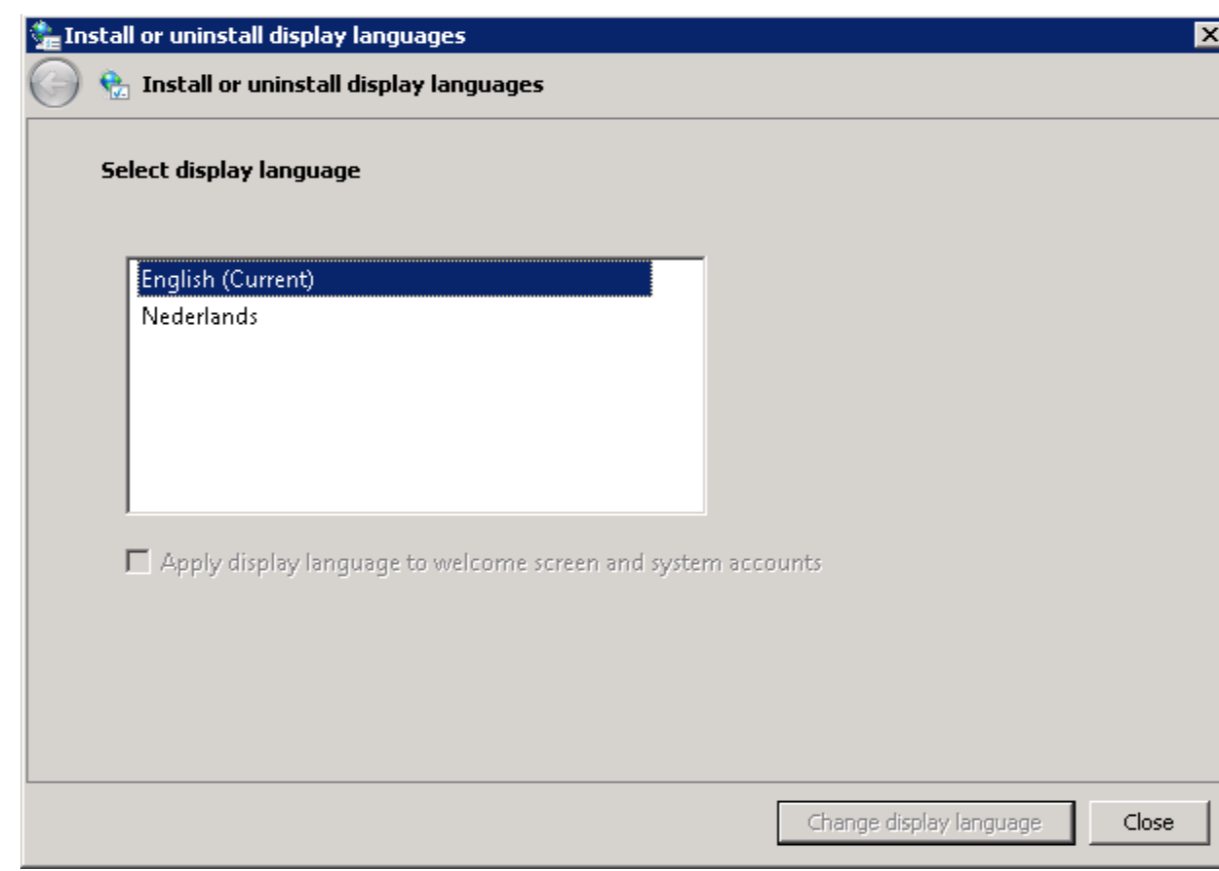 Install or uninstall display languages
Install or uninstall display languages
Select display language
English (Current)
Nederlands
Apply display language to welcome screen and system accounts
Change display language
Close